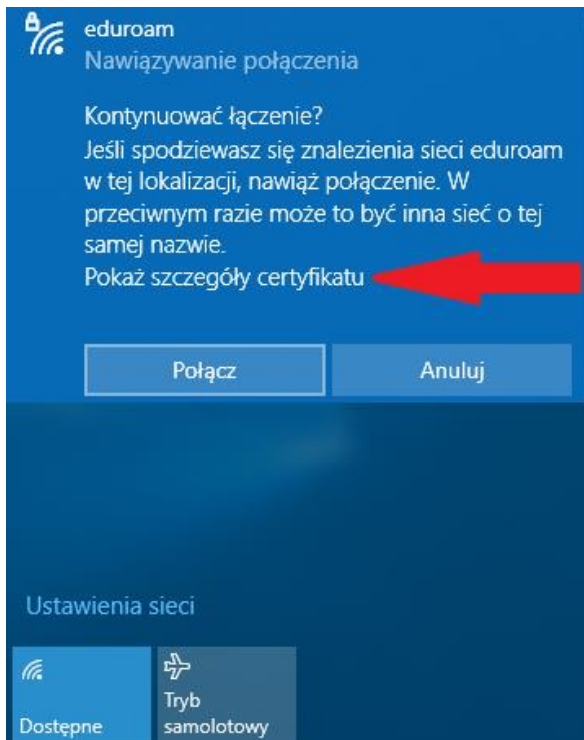 eduroam
Nawiązywanie połączenia
Kontynuować łączenie?
Jeśli spodziewasz się znalezienia sieci eduroam
w tej lokalizacji, nawiąż połączenie. W
przeciwnym razie może to być inna sieć o tej
samej nazwie.
Pokaż szczegóły certyfikatu
Połącz
Anuluj
Ustawienia sieci
Dostępne
Tryb
samolotowy